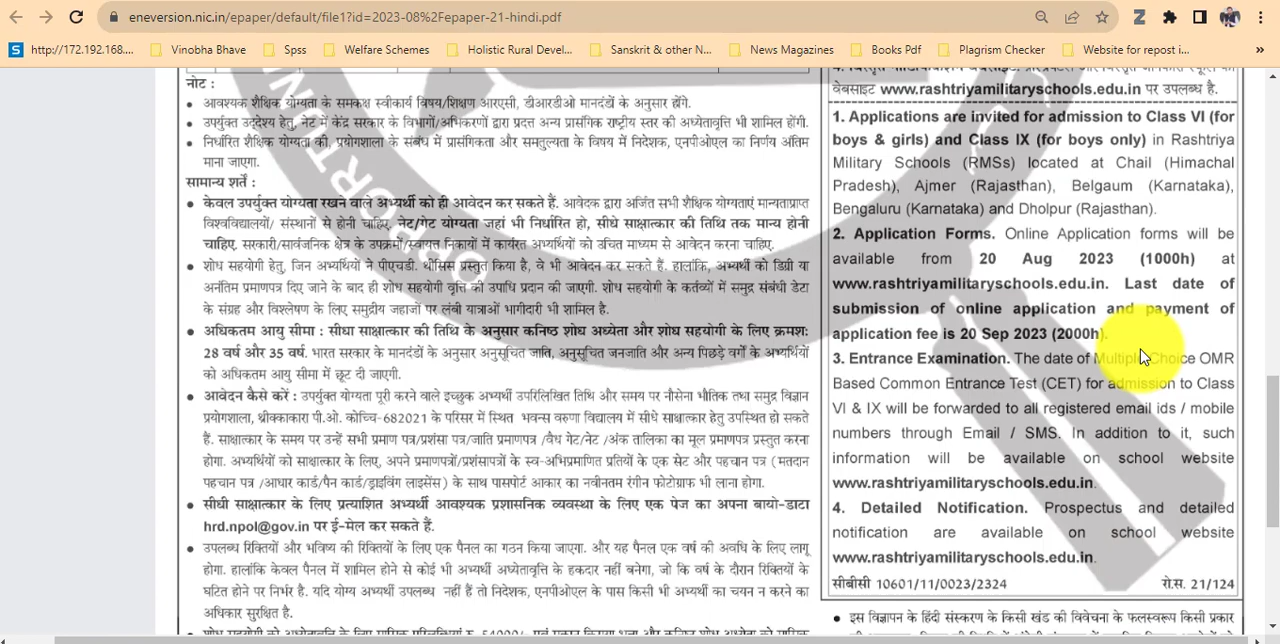 eneversion.nic.in/epaper/default/file1?id=2023-08%2Fepaper-21-hindi.pdf
http://172.192.168....
Vinobha Bhave
Spss
Welfare Schemes
Holistic Rural Devel...
Sanskrit & other N...
News Magazines
Books Pdf
Plagrism Checker
Website for repost i...
»
नोट :
• आवश्यक शैक्षिक योग्यता के समकक्ष स्वीकार्य विषय/शिक्षण आरएसी, डीआरडीओ मानदंडों के अनुसार होंगे.
• उपर्युक्त उद्देश्य हेतु, नेट में केंद्र सरकार के विभागों/अभिकरणों द्वारा प्रदत्त अन्य प्रासंगिक राष्ट्रीय स्तर की अध्येतावृत्ति भी शामिल होंगी.
• निर्धारित शैक्षिक योग्यता की, प्रयोगशाला के संबंध में प्रासंगिकता और समतुल्यता के विषय में निदेशक, एनपीओएल का निर्णय अंतिम
माना जाएगा.
सामान्य शर्तें :
• केवल उपर्युक्त योग्यता रखने वाले अभ्यर्थी को ही आवेदन कर सकते हैं. आवेदक द्वारा अर्जित सभी शैक्षिक योग्यताएं मान्यताप्राप्त
विश्वविद्यालयों/ संस्थानों से होनी चाहिए. नेट/गेट योग्यता जहां भी निर्धारित हो, सीधे साक्षात्कार की तिथि तक मान्य होनी
चाहिए. सरकारी/सार्वजनिक क्षेत्र के उपक्रमों/स्वायत्त निकायों में कार्यरत अभ्यर्थियों को उचित माध्यम से आवेदन करना चाहिए.
• शोध सहयोगी हेतु, जिन अभ्यर्थियों ने पीएचडी. थीसिस प्रस्तुत किया है, वे भी आवेदन कर सकते हैं. हालांकि, अभ्यर्थी को डिग्री या
अनंतिम प्रमाणपत्र दिए जाने के बाद ही शोध सहयोगी वृत्ति की उपाधि प्रदान की जाएगी. शोध सहयोगी के कर्तव्यों में समुद्र संबंधी डेटा
के संग्रह और विश्लेषण के लिए समुद्रीय जहाजों पर लंबी यात्राओं भागीदारी भी शामिल है.
• अधिकतम आयु सीमा : सीधा साक्षात्कार की तिथि के अनुसार कनिष्ठ शोध अध्येता और शोध सहयोगी के लिए क्रमश:
28 वर्ष और 35 वर्ष. भारत सरकार के मानदंडों के अनुसार अनुसूचित जाति, अनुसूचित जनजाति और अन्य पिछड़े वर्गों के अभ्यर्थियों
को अधिकतम आयु सीमा में छूट दी जाएगी.
• आवेदन कैसे करें : उपर्युक्त योग्यता पूरी करने वाले इच्छुक अभ्यर्थी उपरिलिखित तिथि और समय पर नौसेना भौतिक तथा समुद्र विज्ञान
प्रयोगशाला, थ्रीक्काकारा पी.ओ. कोच्चि-682021 के परिसर में स्थित भवन्स वरुणा विद्यालय में सीधे साक्षात्कार हेतु उपस्थित हो सकते
हैं. साक्षात्कार के समय पर उन्हें सभी प्रमाण पत्र/प्रशंसा पत्र/जाति प्रमाणपत्र /वैध गेट/नेट /अंक तालिका का मूल प्रमाणपत्र प्रस्तुत करना
होगा. अभ्यर्थियों को साक्षात्कार के लिए, अपने प्रमाणपत्रों/प्रशंसापत्रों के स्व-अभिप्रमाणित प्रतियों के एक सेट और पहचान पत्र (मतदान
पहचान पत्र /आधार कार्ड/पैन कार्ड/ड्राइविंग लाइसेंस) के साथ पासपोर्ट आकार का नवीनतम रंगीन फोटोग्राफ भी लाना होगा.
• सीधी साक्षात्कार के लिए प्रत्याशित अभ्यर्थी आवश्यक प्रशासनिक व्यवस्था के लिए एक पेज का अपना बायो-डाटा
hrd.npol@gov.in पर ई-मेल कर सकते हैं.
• उपलब्ध रिक्तियों और भविष्य की रिक्तियों के लिए एक पैनल का गठन किया जाएगा. और यह पैनल एक वर्ष की अवधि के लिए लागू
होगा. हालांकि केवल पैनल में शामिल होने से कोई भी अभ्यर्थी अध्येतावृत्ति के हकदार नहीं बनेगा, जो कि वर्ष के दौरान रिक्तियों के
घटित होने पर निर्भर है. यदि योग्य अभ्यर्थी उपलब्ध नहीं हैं तो निदेशक, एनपीओएल के पास किसी भी अभ्यर्थी का चयन न करने का
अधिकार सुरक्षित है.
वेबसाइट www.rashtriyamilitaryschools.edu.in पर उपलब्ध है.
1. Applications are invited for admission to Class VI (for
boys & girls) and Class IX (for boys only) in Rashtriya
Military Schools (RMSs) located at Chail (Himachal
Pradesh), Ajmer (Rajasthan), Belgaum (Karnataka),
Bengaluru (Karnataka) and Dholpur (Rajasthan).
2. Application Forms. Online Application forms will be
available from 20 Aug 2023 (1000h) at
www.rashtriyamilitaryschools.edu.in. Last date of
submission of online application and payment of
application fee is 20 Sep 2023 (2000h).
3. Entrance Examination. The date of Multiple Choice OMR
Based Common Entrance Test (CET) for admission to Class
VI & IX will be forwarded to all registered email ids / mobile
numbers through Email / SMS. In addition to it, such
information will be available on school website
www.rashtriyamilitaryschools.edu.in.
4. Detailed Notification. Prospectus and detailed
notification are available on school website
www.rashtriyamilitaryschools.edu.in.
सीबीसी 10601/11/0023/2324 रो.स. 21/124
• इस विज्ञापन के हिंदी संस्करण के किसी खंड की विवेचना के फलस्वरूप किसी प्रकार